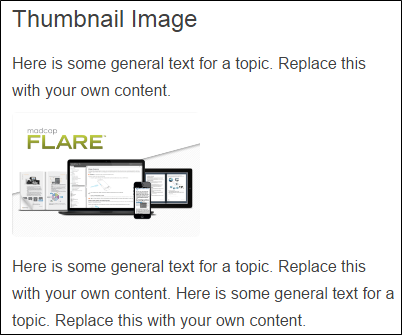 Thumbnail Image
Here is some general text for a topic. Replace this
with your own content.
madcap
FLARE™
Here is some general text for a topic. Replace this
with your own content. Here is some general text for a
topic. Replace this with your own content.